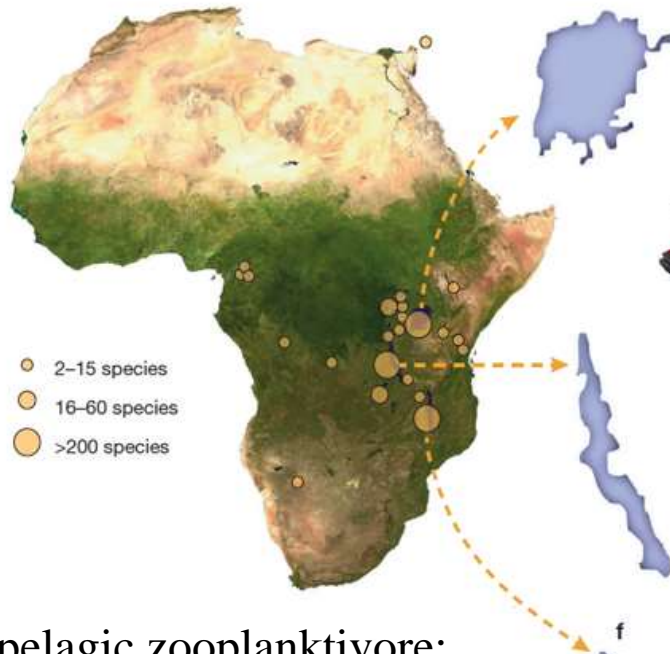 2–15 species
16–60 species
>200 species
f
pelagic zooplanktivore: